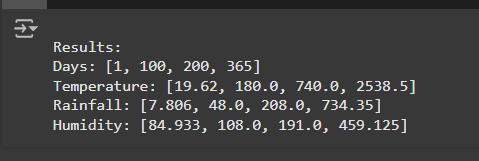 Results:
Days: [1, 100, 200, 365]
Temperature: [19.62, 180.0, 740.0, 2538.5]
Rainfall: [7.806, 48.0, 208.0, 734.35]
Humidity: [84.933, 108.0, 191.0, 459.125]